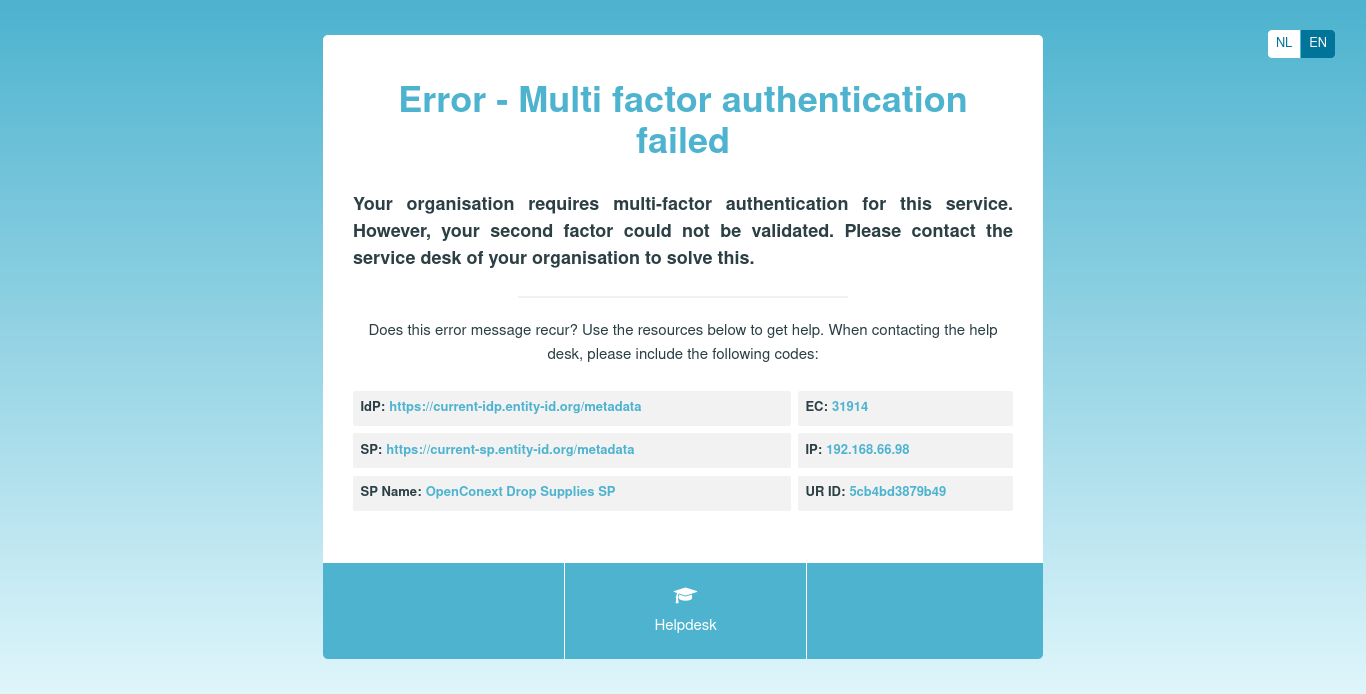 NL EN
Error - Multi factor authentication
failed
Your organisation requires multi-factor authentication for this service.
However, your second factor could not be validated. Please contact the
service desk of your organisation to solve this.
Does this error message recur? Use the resources below to get help. When contacting the help
desk, please include the following codes:
IdP: https://current-idp.entity-id.org/metadata
EC: 31914
SP: https://current-sp.entity-id.org/metadata
IP: 192.168.66.98
SP Name: OpenConext Drop Supplies SP
UR ID: 5cb4bd3879b49
Helpdesk